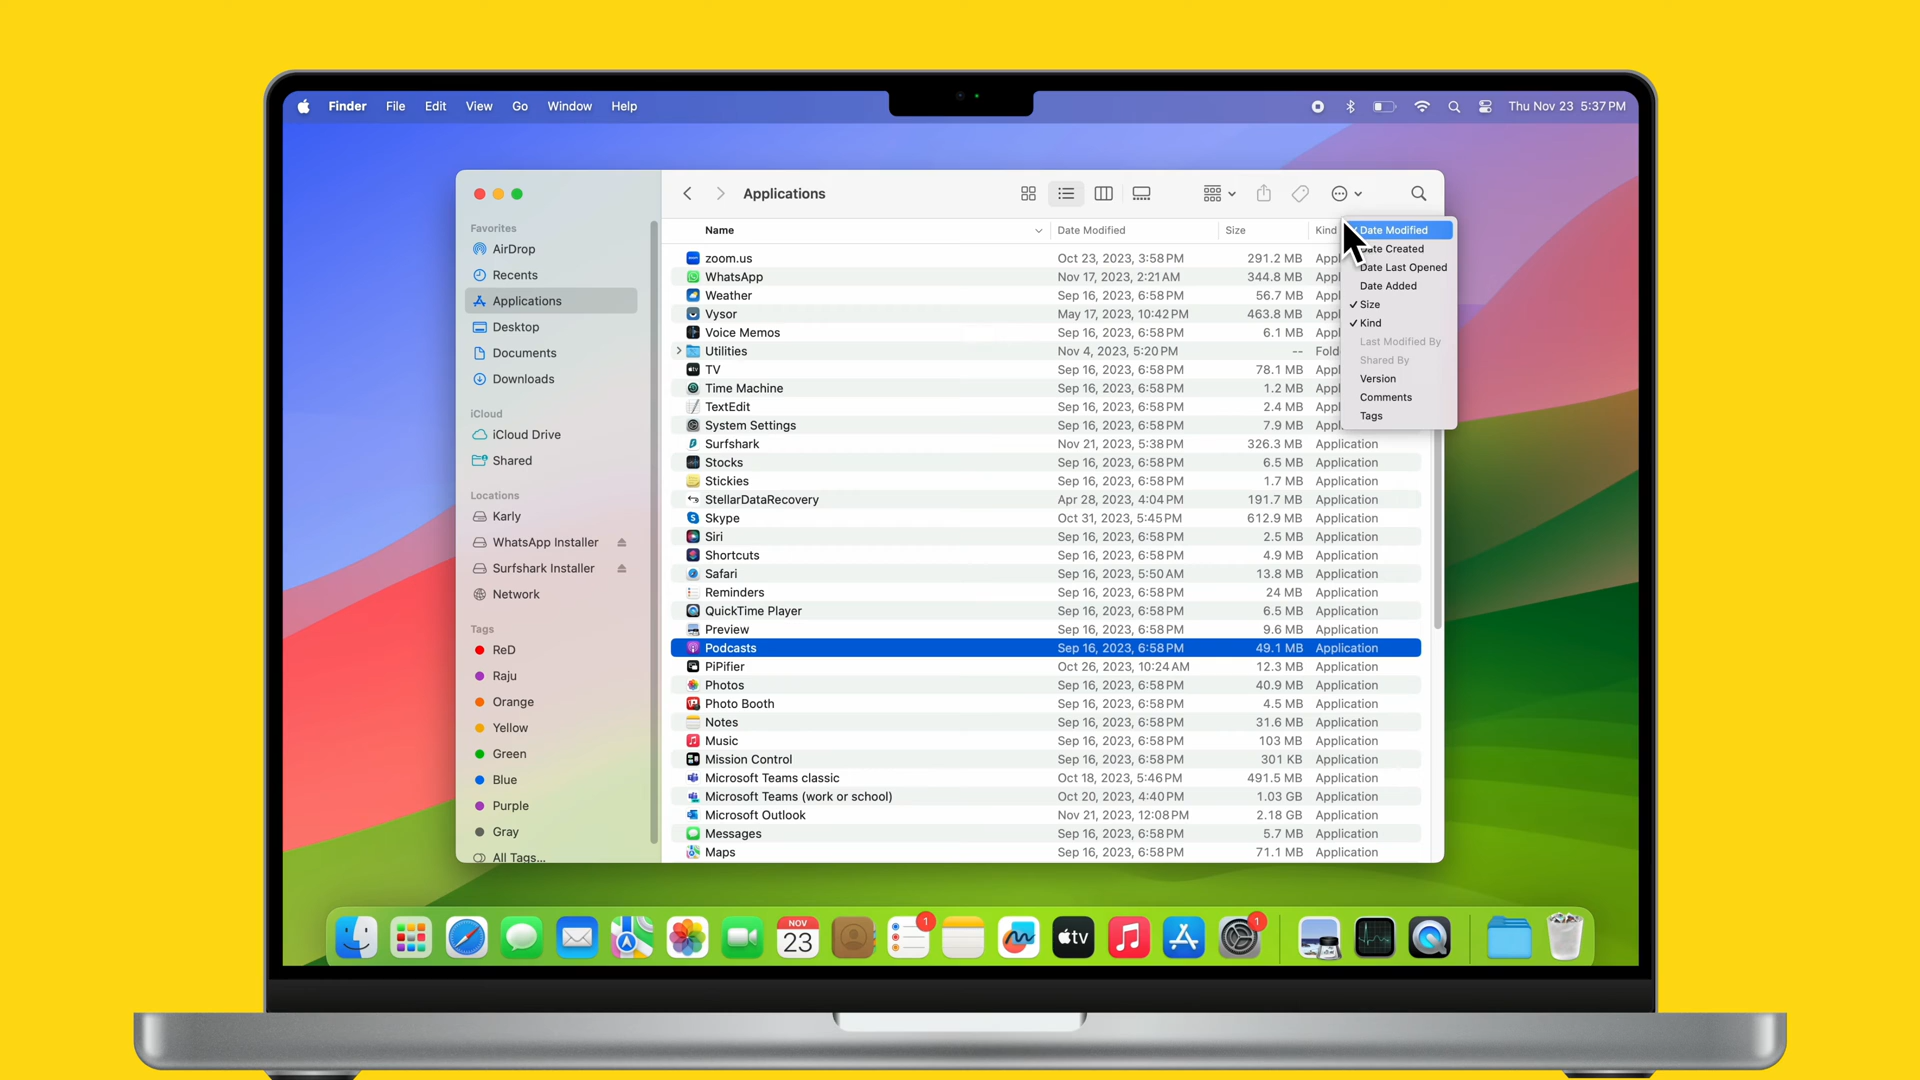 Finder File Edit View Go Window Help
Thu Nov 23 5:37 PM
Applications
Favorites
AirDrop
Recents
Applications
Desktop
Documents
Downloads
iCloud
iCloud Drive
Shared
Locations
Karly
WhatsApp Installer
Surfshark Installer
Network
Tags
ReD
Raju
Orange
Yellow
Green
Blue
Purple
Gray
All Tags...
Name Date Modified Size Kind
zoom.us Oct 23, 2023, 3:58 PM 291.2 MB Appl
WhatsApp Nov 17, 2023, 2:21 AM 344.8 MB Appl
Weather Sep 16, 2023, 6:58 PM 56.7 MB Appl
Vysor May 17, 2023, 10:42 PM 463.8 MB Appl
Voice Memos Sep 16, 2023, 6:58 PM 6.1 MB Appl
Utilities Nov 4, 2023, 5:20 PM -- Fold
TV Sep 16, 2023, 6:58 PM 78.1 MB Appl
Time Machine Sep 16, 2023, 6:58 PM 1.2 MB Appl
TextEdit Sep 16, 2023, 6:58 PM 2.4 MB Appl
System Settings Sep 16, 2023, 6:58 PM 7.9 MB Appl
Surfshark Nov 21, 2023, 5:38 PM 326.3 MB Application
Stocks Sep 16, 2023, 6:58 PM 6.5 MB Application
Stickies Sep 16, 2023, 6:58 PM 1.7 MB Application
StellarDataRecovery Apr 28, 2023, 4:04 PM 191.7 MB Application
Skype Oct 31, 2023, 5:45 PM 612.9 MB Application
Siri Sep 16, 2023, 6:58 PM 2.5 MB Application
Shortcuts Sep 16, 2023, 6:58 PM 4.9 MB Application
Safari Sep 16, 2023, 5:50 AM 13.8 MB Application
Reminders Sep 16, 2023, 6:58 PM 24 MB Application
QuickTime Player Sep 16, 2023, 6:58 PM 6.5 MB Application
Preview Sep 16, 2023, 6:58 PM 9.6 MB Application
Podcasts Sep 16, 2023, 6:58 PM 49.1 MB Application
PiPifier Oct 26, 2023, 10:24 AM 12.3 MB Application
Photos Sep 16, 2023, 6:58 PM 40.9 MB Application
Photo Booth Sep 16, 2023, 6:58 PM 4.5 MB Application
Notes Sep 16, 2023, 6:58 PM 31.6 MB Application
Music Sep 16, 2023, 6:58 PM 103 MB Application
Mission Control Sep 16, 2023, 6:58 PM 301 KB Application
Microsoft Teams classic Oct 18, 2023, 5:46 PM 491.5 MB Application
Microsoft Teams (work or school) Oct 20, 2023, 4:40 PM 1.03 GB Application
Microsoft Outlook Nov 21, 2023, 12:08 PM 2.18 GB Application
Messages Sep 16, 2023, 6:58 PM 5.7 MB Application
Maps Sep 16, 2023, 6:58 PM 71.1 MB Application
Date Modified
ate Created
Date Last Opened
Date Added
✓ Size
✓ Kind
Last Modified By
Shared By
Version
Comments
Tags
NOV
23
1
tv
1